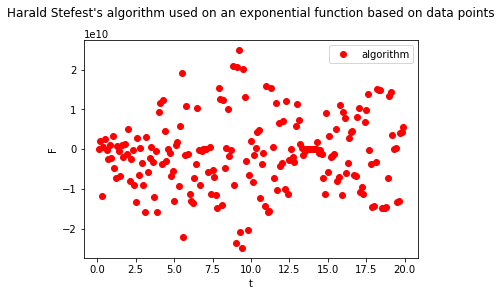 Harald Stefest's algorithm used on an exponential function based on data points
1e10
algorithm
2
1
0
−1
−2
F
0.0 2.5 5.0 7.5 10.0 12.5 15.0 17.5 20.0
t